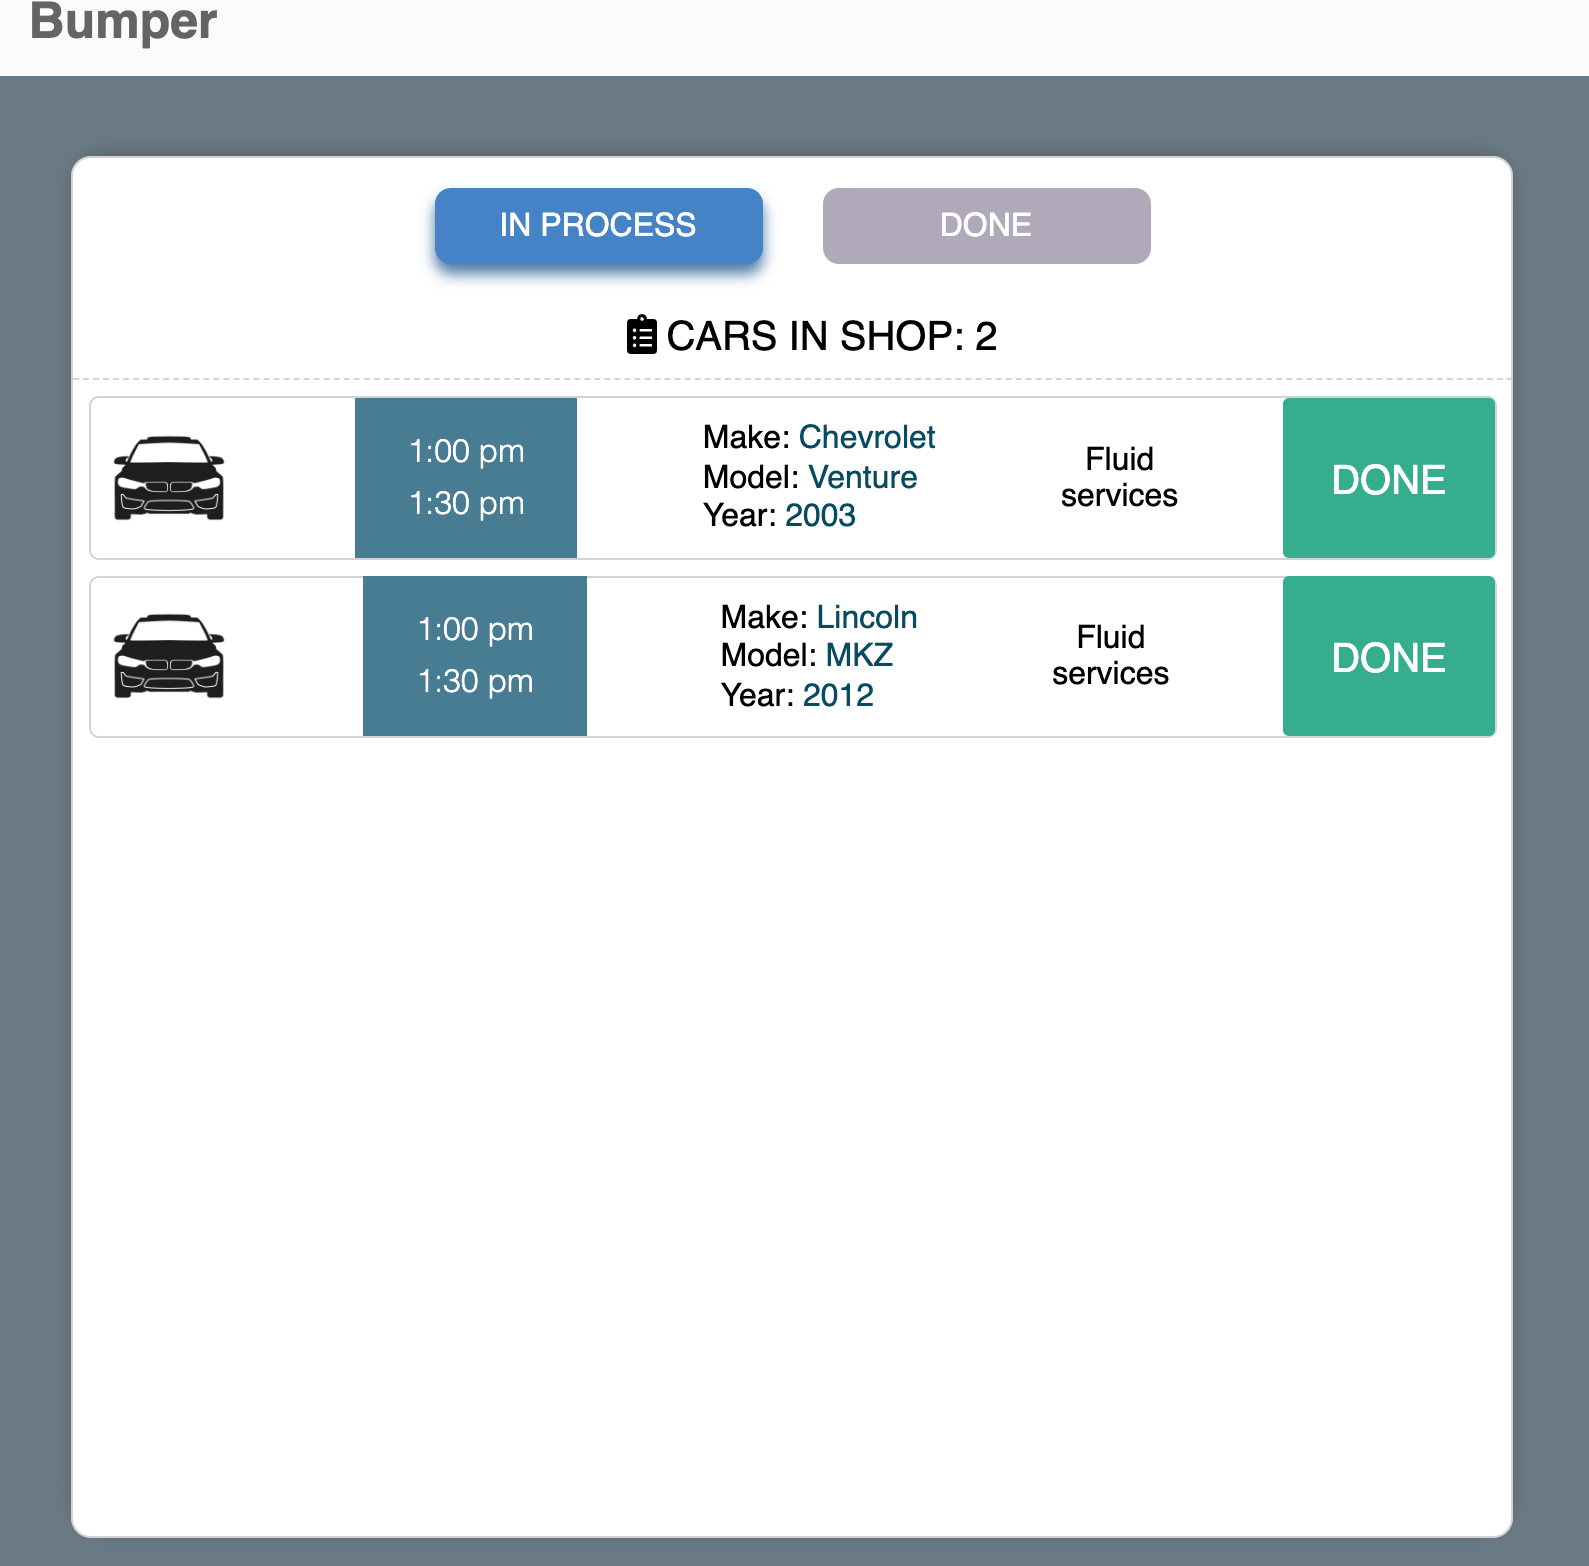 Bumper
IN PROCESS
DONE
CARS IN SHOP: 2
1:00 pm
1:30 pm
Make: Chevrolet
Model: Venture
Year: 2003
Fluid
services
DONE
1:00 pm
1:30 pm
Make: Lincoln
Model: MKZ
Year: 2012
Fluid
services
DONE